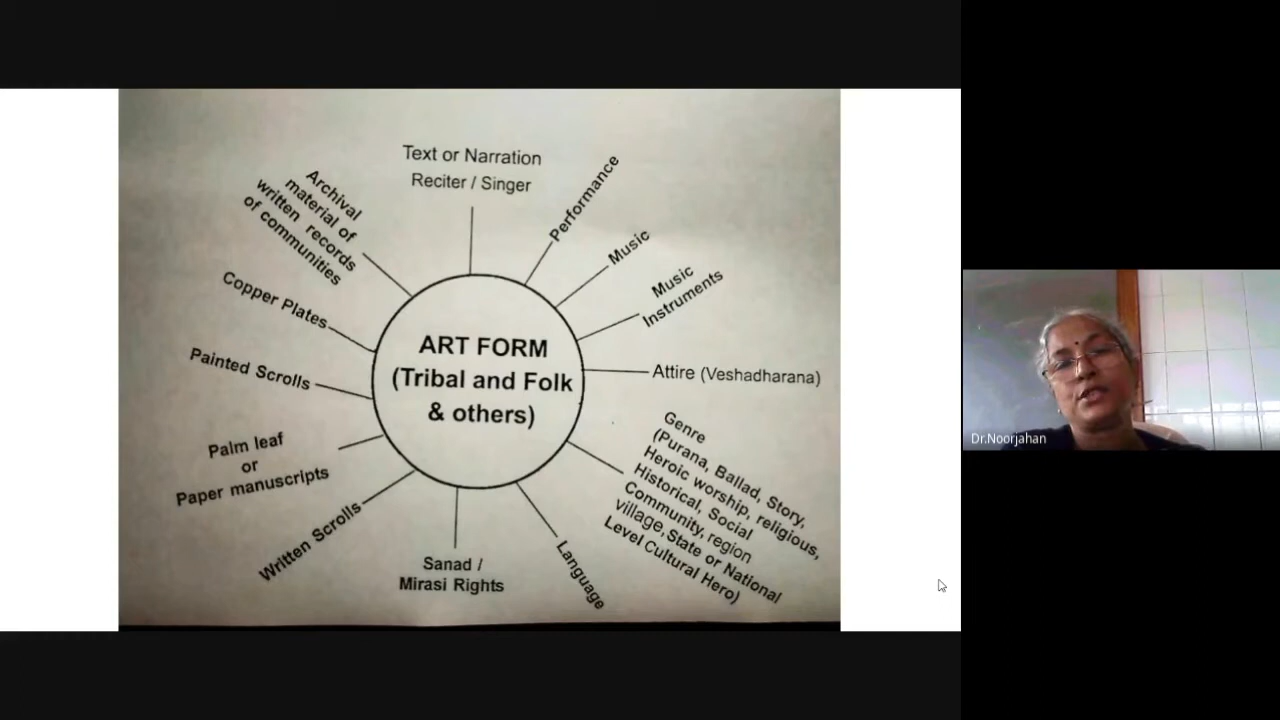 Text or Narration
Reciter / Singer
Performance
Music
Music
Instruments
Attire (Veshadharana)
Genre
(Purana, Ballad, Story,
Heroic worship, religious,
Historical, Social
Community, region
village, State or National
Level Cultural Hero)
Language
Sanad /
Mirasi Rights
Written Scrolls
Palm leaf
or
Paper manuscripts
Painted Scrolls
Copper Plates
Archival
material of
written records
of communities
ART FORM
(Tribal and Folk
& others)
Dr.Noorjahan